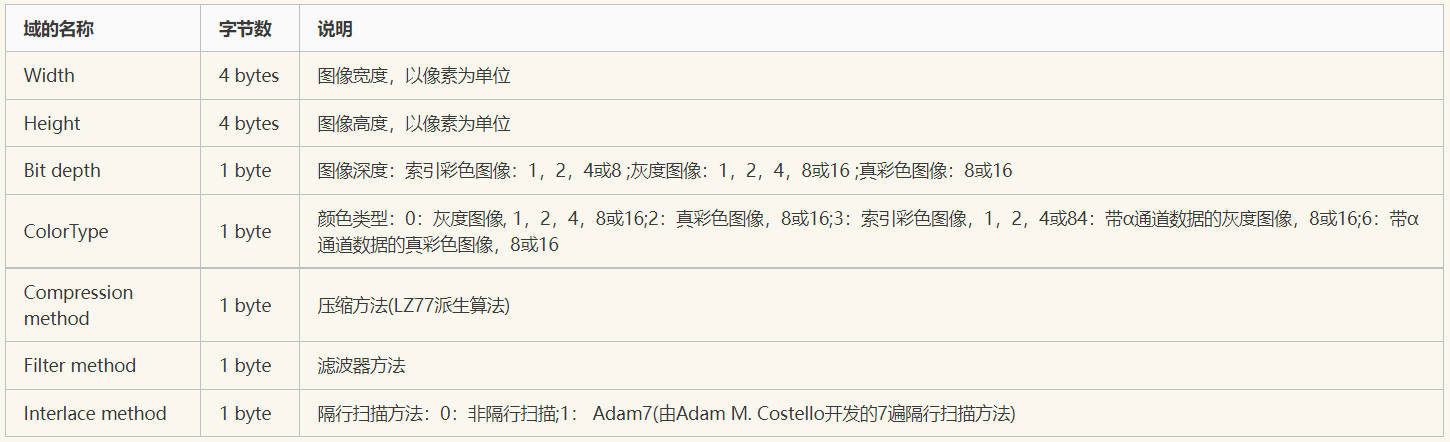 域的名称 字节数 说明
Width 4 bytes 图像宽度，以像素为单位
Height 4 bytes 图像高度，以像素为单位
Bit depth 1 byte 图像深度：索引彩色图像：1，2，4或8 ;灰度图像：1，2，4，8或16 ;真彩色图像：8或16
ColorType 1 byte 颜色类型：0：灰度图像, 1，2，4，8或16;2：真彩色图像，8或16;3：索引彩色图像，1，2，4或84：带α通道数据的灰度图像，8或16;6：带α
通道数据的真彩色图像，8或16
Compression
method 1 byte 压缩方法(LZ77派生算法)
Filter method 1 byte 滤波器方法
Interlace method 1 byte 隔行扫描方法：0：非隔行扫描;1： Adam7(由Adam M. Costello开发的7遍隔行扫描方法)